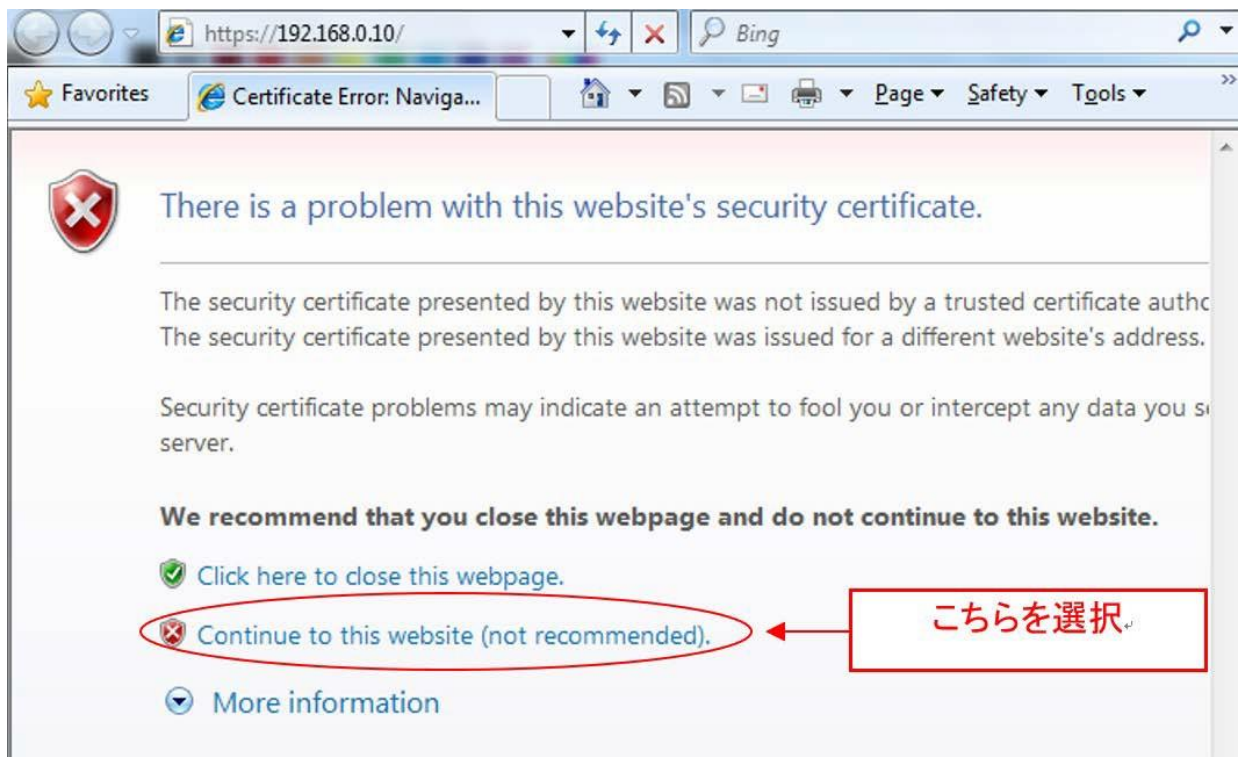 https://192.168.0.10/
Bing
Favorites
Certificate Error: Naviga...
Page
Safety
Tools
There is a problem with this website's security certificate.
The security certificate presented by this website was not issued by a trusted certificate
The security certificate presented by this website was issued for a different website's address.
Security certificate problems may indicate an attempt to fool you or intercept any data you
server.
We recommend that you close this webpage and do not continue to this website.
Click here to close this webpage.
Continue to this website (not recommended).
こちらを選択
More information